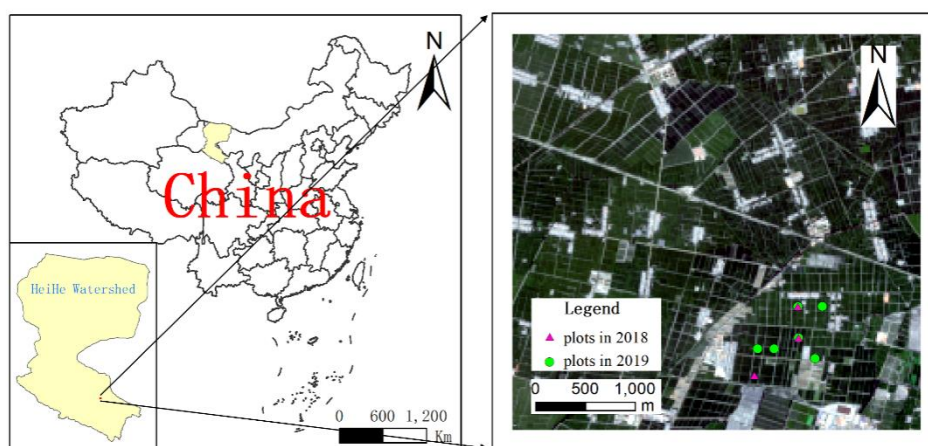 N
China
HeiHe Watershed
0 600 1,200
Km
N
Legend
plots in 2018
plots in 2019
0 500 1,000
m